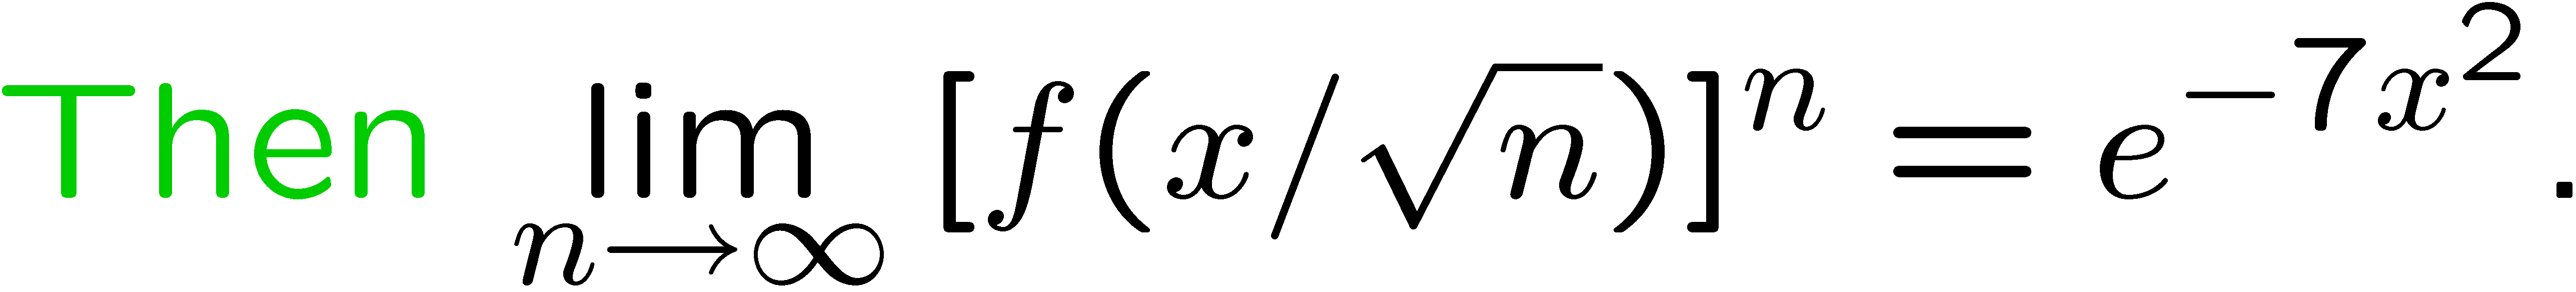 Then lim_{n→∞} [f(x/√n)]^n = e^{−7x^2}.